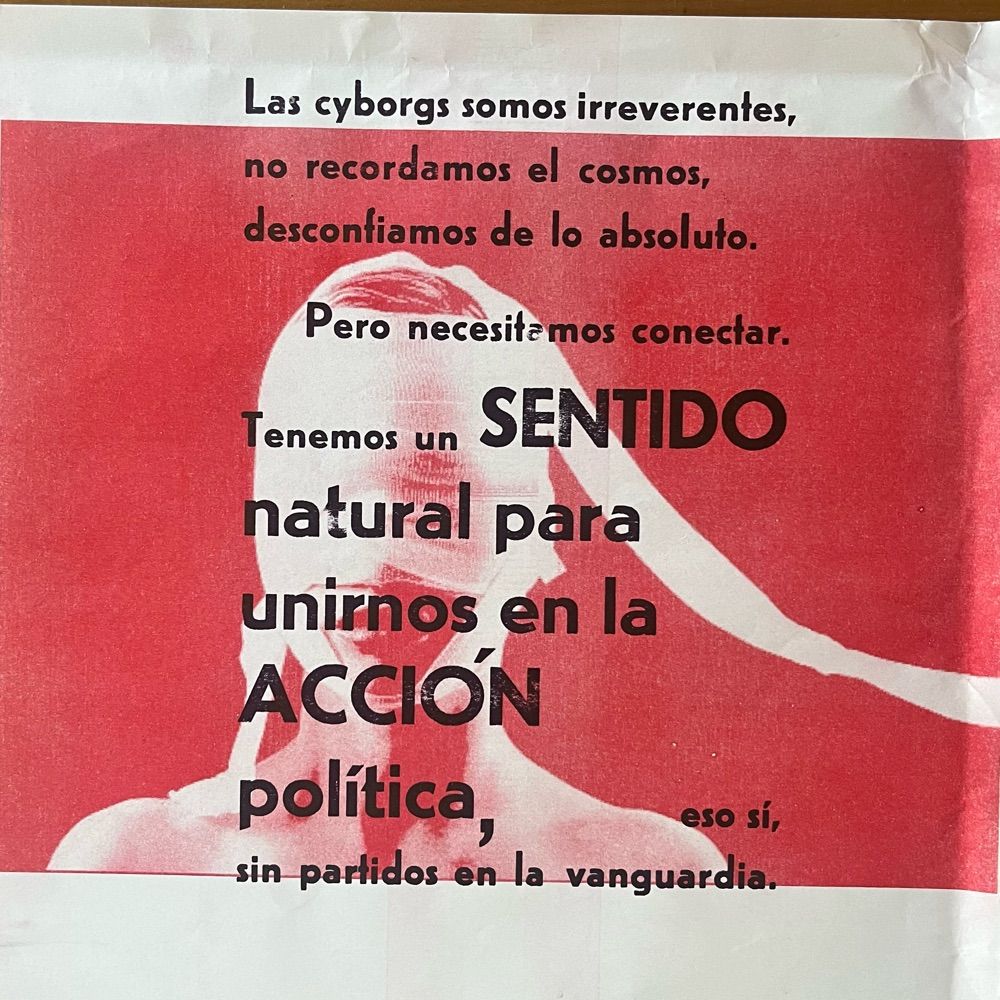 Las cyborgs somos irreverentes,
no recordamos el cosmos,
desconfiamos de lo absoluto.
Pero necesitamos conectar.
Tenemos un SENTIDO
natural para
unirnos en la
ACCIÓN
política, eso sí,
sin partidos en la vanguardia.